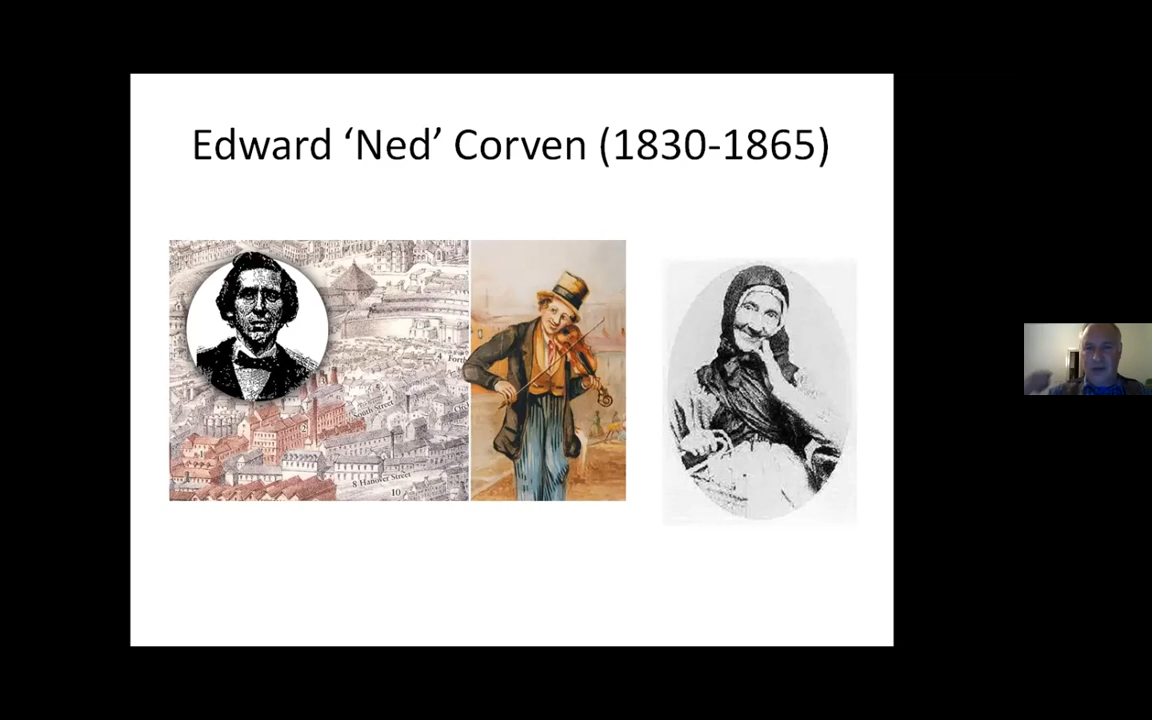 Edward ‘Ned’ Corven (1830-1865)
South Street
8 Hanover Street
10